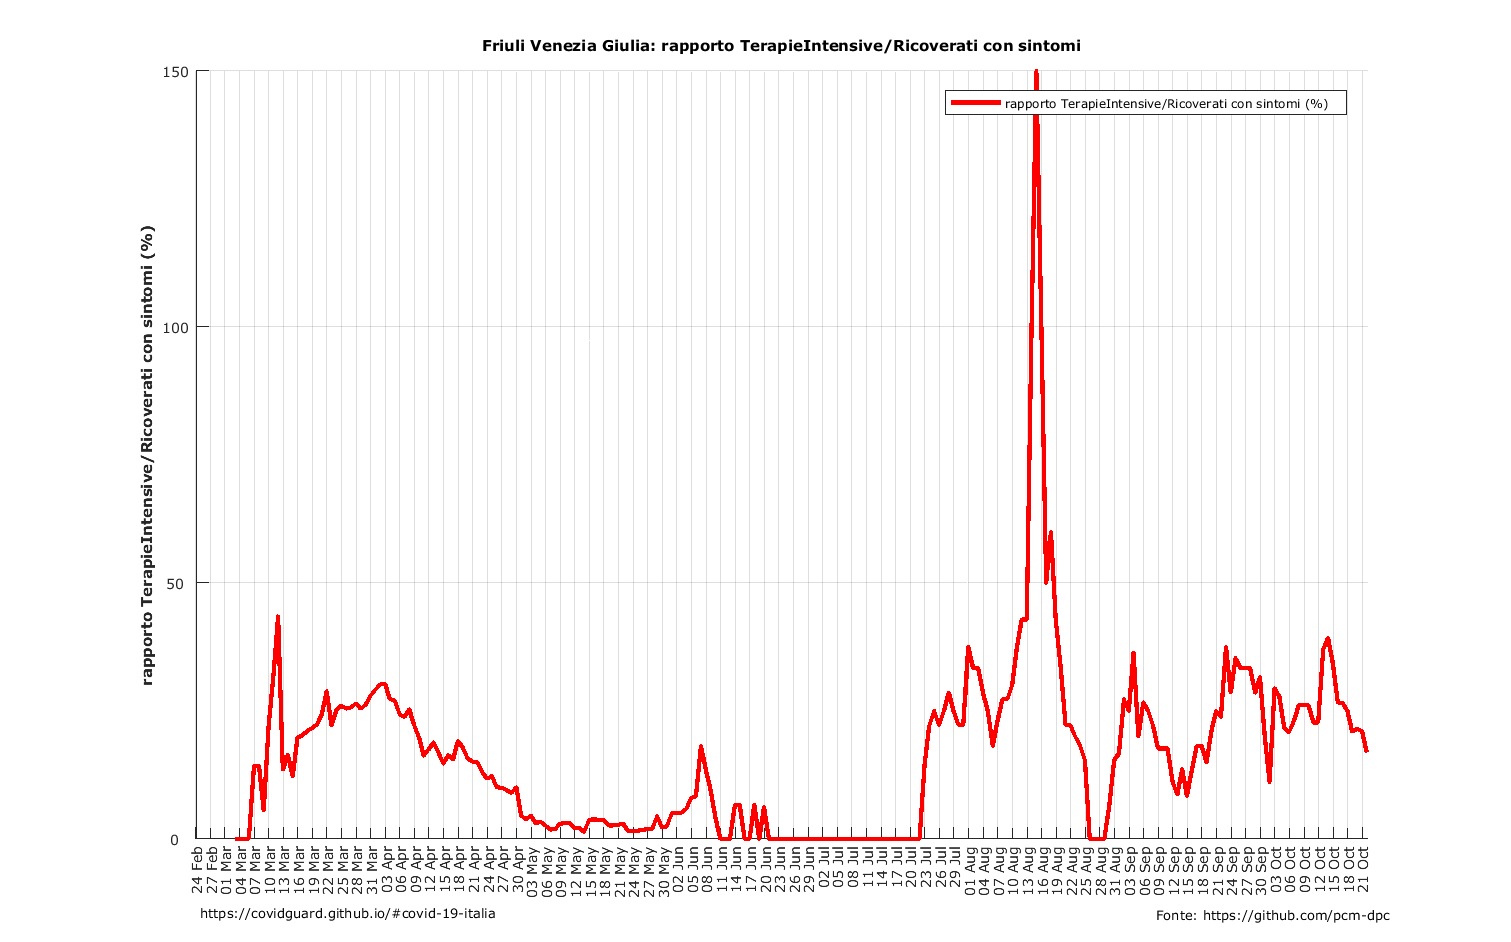 Friuli Venezia Giulia: rapporto TerapieIntensive/Ricoverati con sintomi
rapporto TerapieIntensive/Ricoverati con sintomi (%)
rapporto TerapieIntensive/Ricoverati con sintomi (%)
150
100
50
0
24 Feb
27 Feb
01 Mar
04 Mar
07 Mar
10 Mar
13 Mar
16 Mar
19 Mar
22 Mar
25 Mar
28 Mar
31 Mar
03 Apr
06 Apr
09 Apr
12 Apr
15 Apr
18 Apr
21 Apr
24 Apr
27 Apr
30 Apr
03 May
06 May
09 May
12 May
15 May
18 May
21 May
24 May
27 May
30 May
02 Jun
05 Jun
08 Jun
11 Jun
14 Jun
17 Jun
20 Jun
23 Jun
26 Jun
29 Jun
02 Jul
05 Jul
08 Jul
11 Jul
14 Jul
17 Jul
20 Jul
23 Jul
26 Jul
29 Jul
01 Aug
04 Aug
07 Aug
10 Aug
13 Aug
16 Aug
19 Aug
22 Aug
25 Aug
28 Aug
31 Aug
03 Sep
06 Sep
09 Sep
12 Sep
15 Sep
18 Sep
21 Sep
24 Sep
27 Sep
30 Sep
03 Oct
06 Oct
09 Oct
12 Oct
15 Oct
18 Oct
21 Oct
https://covidguard.github.io/#covid-19-italia
Fonte: https://github.com/pcm-dpc